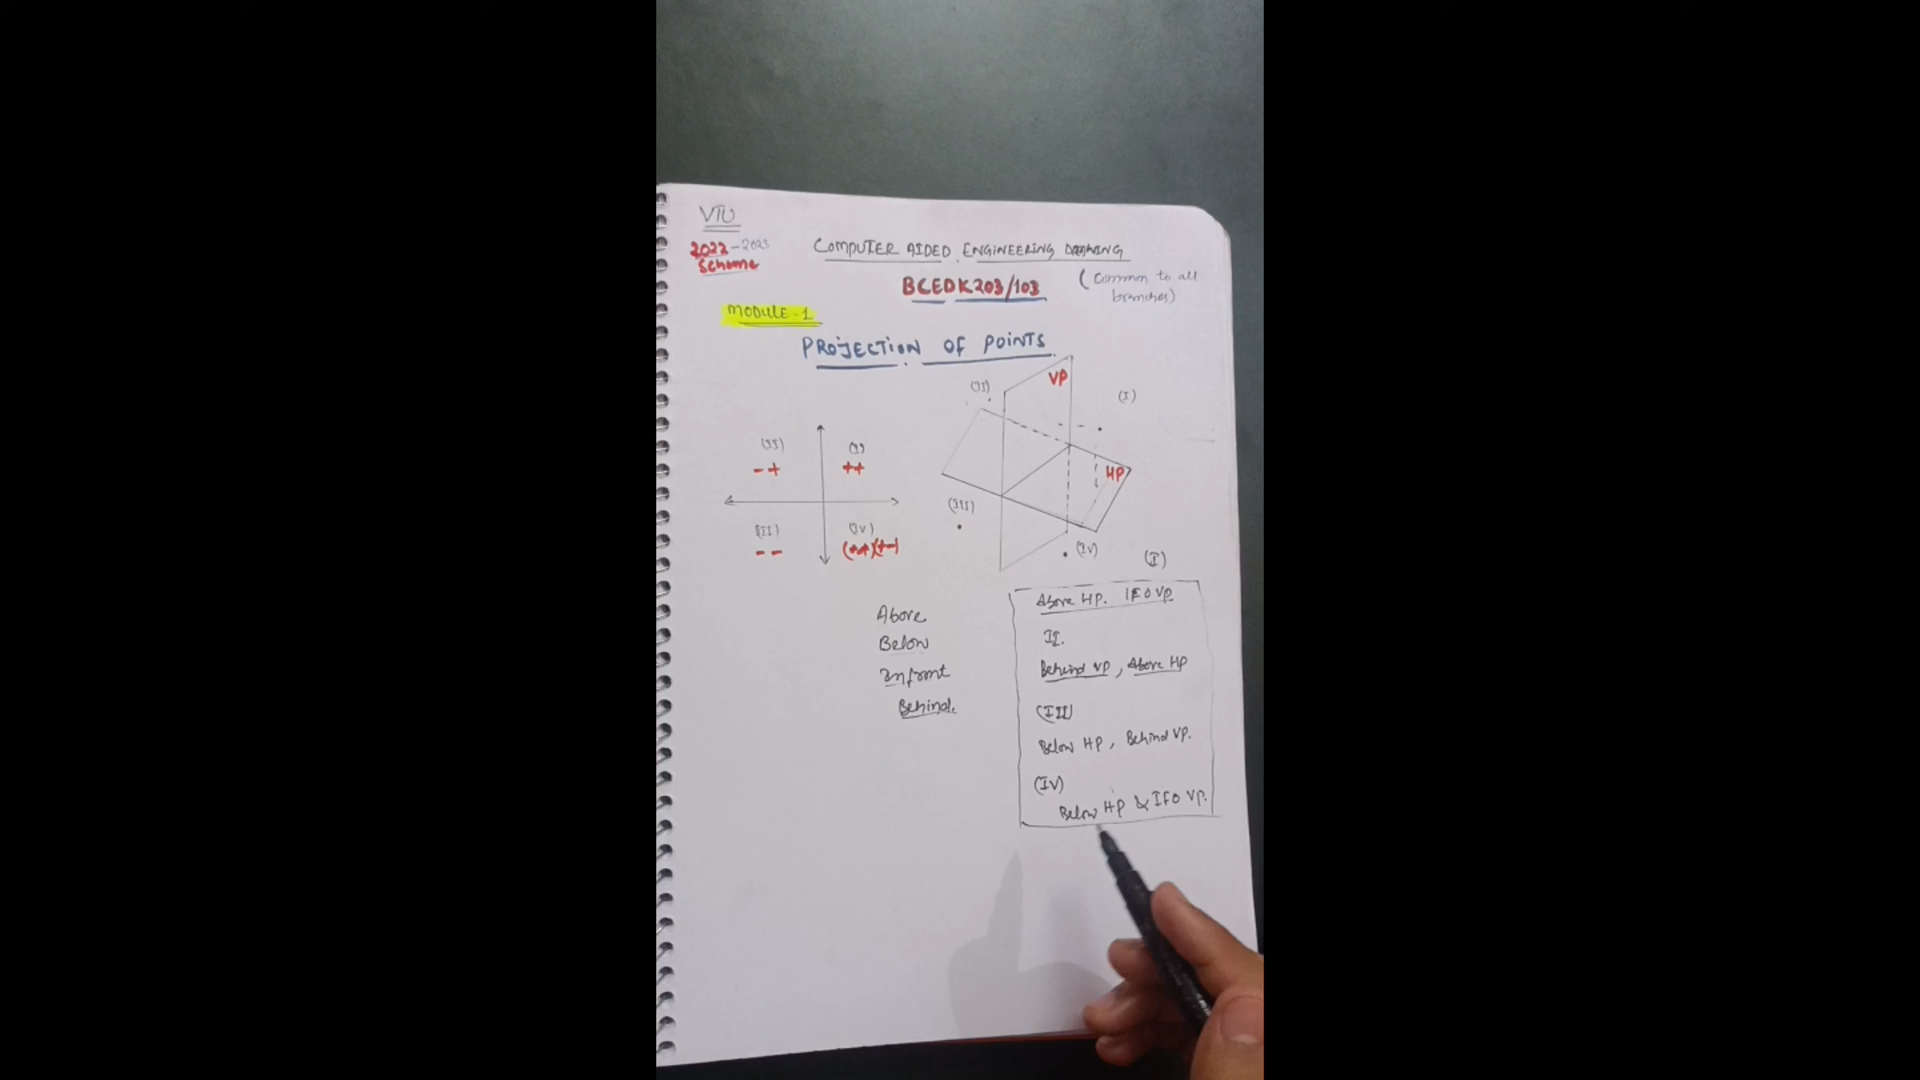 VTU
2022-2023
Scheme
COMPUTER AIDED ENGINEERING DRAWING
BCEDK203/103
(Common to all
branches)
MODULE-1
PROJECTION OF POINTS
VP
(II)
(I)
HP
(III)
(IV)
(II)
(I)
-+
++
(III)
(IV)
--
(I)
Above
Below
Infront
Behind.
Above HP. IFO VP
II.
Behind VP, Above HP
(III)
Below HP, Behind VP.
(IV)
Below HP & IFO VP.